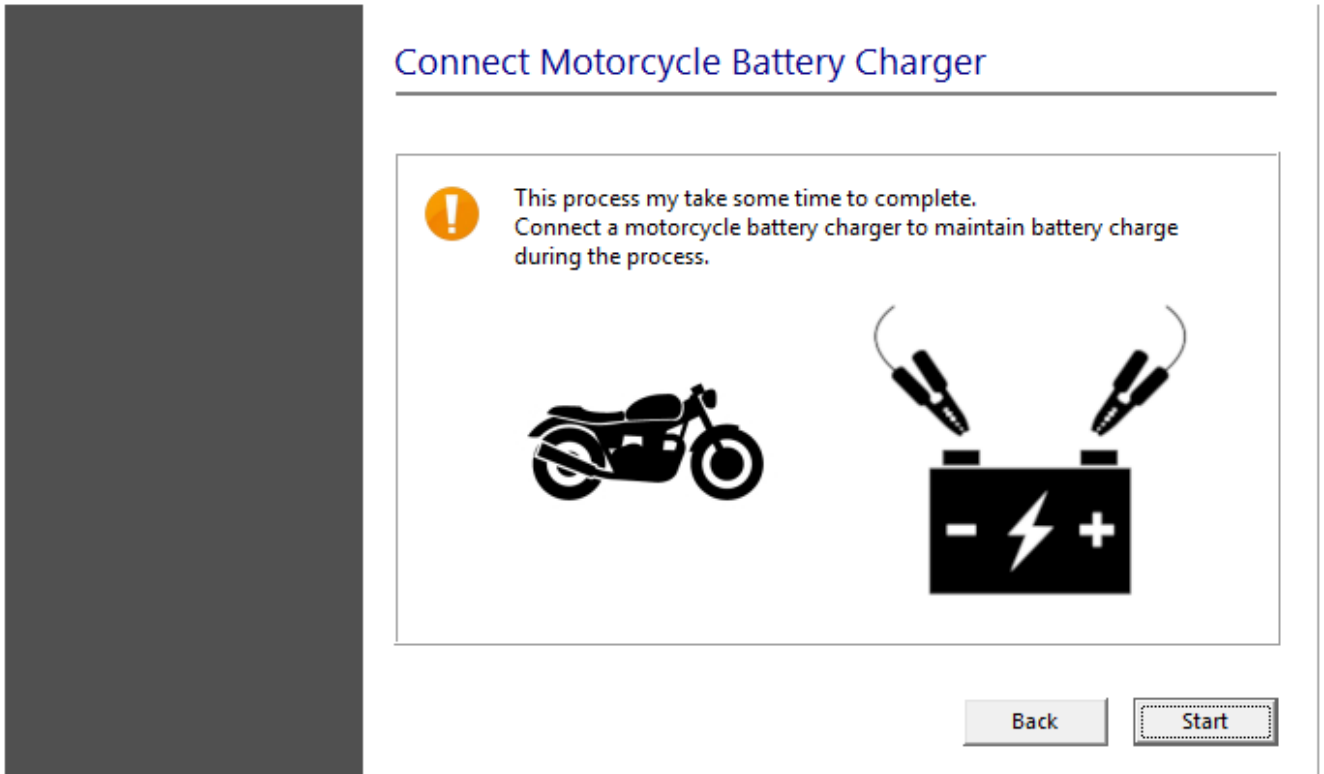 Connect Motorcycle Battery Charger
This process my take some time to complete.
Connect a motorcycle battery charger to maintain battery charge
during the process.
- +
Back
Start